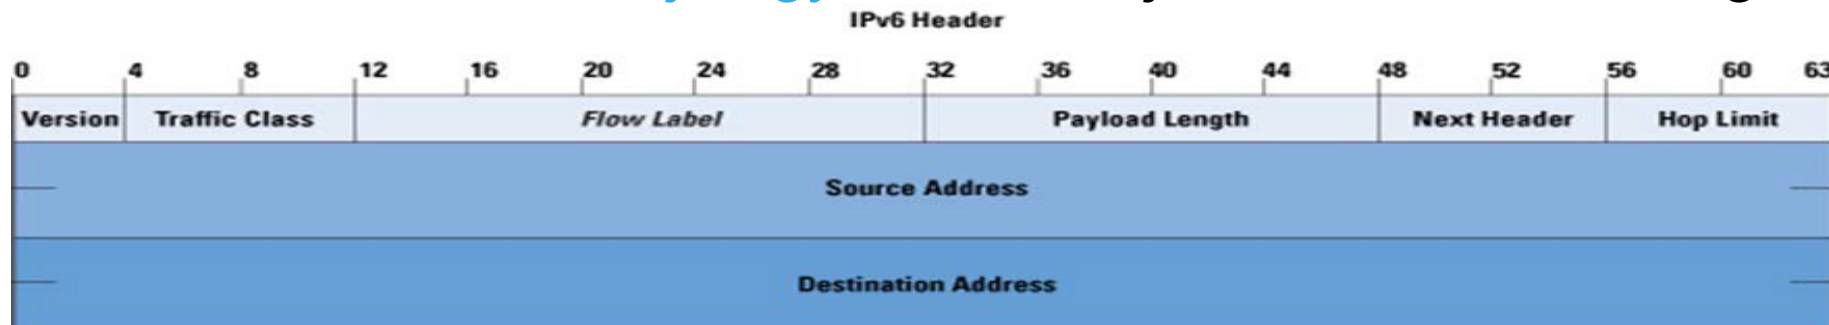 IPv6 Header
0 4 8 12 16 20 24 28 32 36 40 44 48 52 56 60 63
Version Traffic Class Flow Label Payload Length Next Header Hop Limit
Source Address
Destination Address